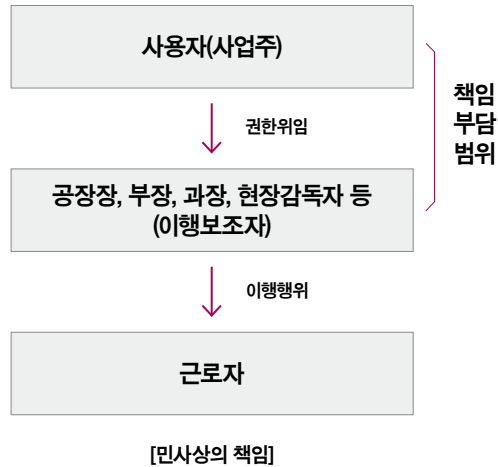 사용자(사업주)
권한위임
공장장, 부장, 과장, 현장감독자 등
(이행보조자)
이행행위
근로자
책임
부담
범위
[민사상의 책임]